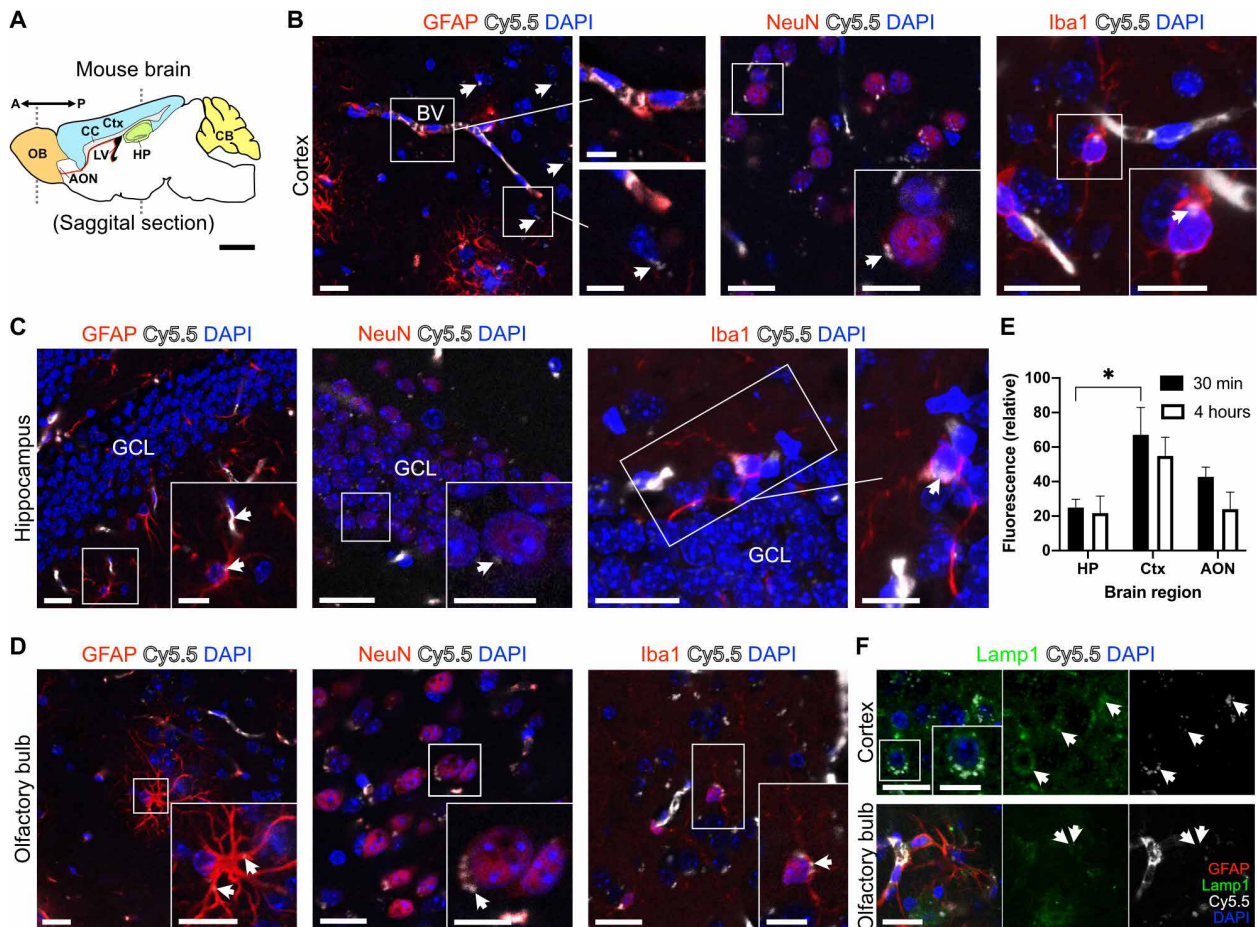 A
Mouse brain
A
P
Ctx
CC
OB
LV
HP
CB
AON
(Saggital section)
B
GFAP Cy5.5 DAPI
NeuN Cy5.5 DAPI
Iba1 Cy5.5 DAPI
Cortex
BV
C
GFAP Cy5.5 DAPI
NeuN Cy5.5 DAPI
Iba1 Cy5.5 DAPI
Hippocampus
GCL
GCL
GCL
E
Fluorescence (relative)
100
80
60
40
20
0
*
30 min
4 hours
HP
Ctx
AON
Brain region
D
GFAP Cy5.5 DAPI
NeuN Cy5.5 DAPI
Iba1 Cy5.5 DAPI
Olfactory bulb
F
Lamp1 Cy5.5 DAPI
Cortex
Olfactory bulb
GFAP
Lamp1
Cy5.5
DAPI